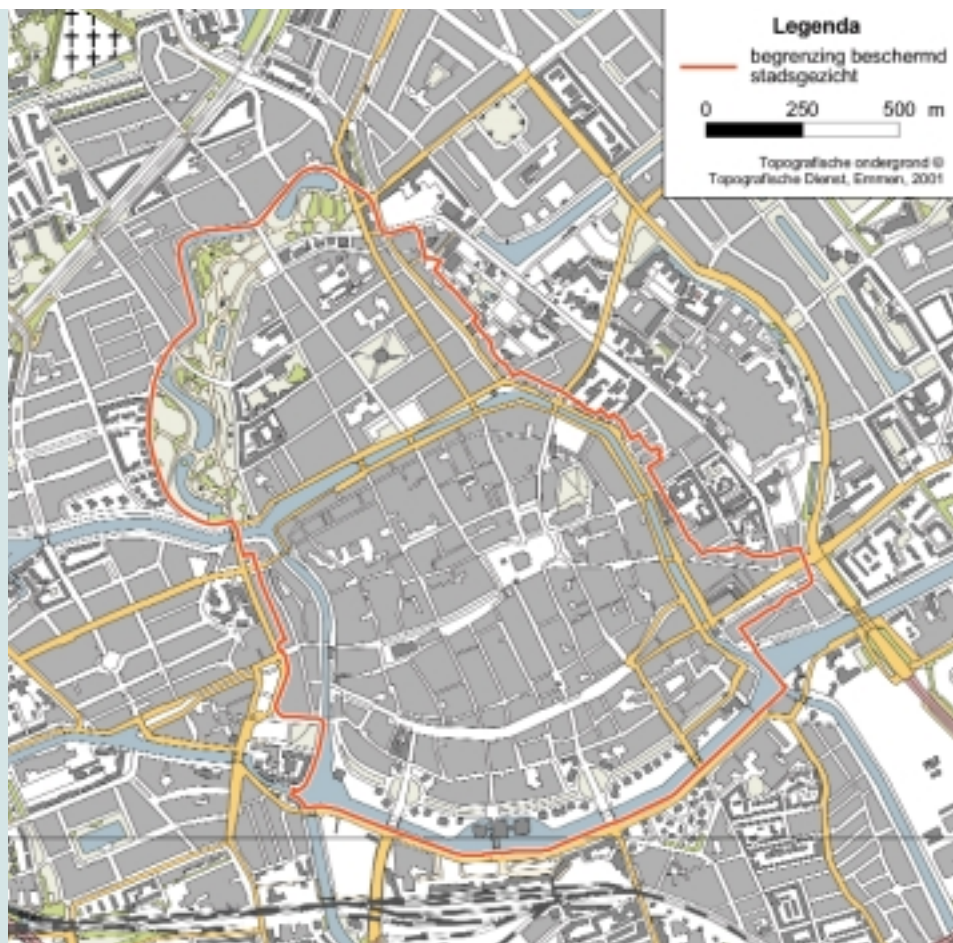 Legenda
begrenzing beschermd
stadsgezicht
0 250 500 m
Topografische ondergrond ©
Topografische Dienst, Emmen, 2001